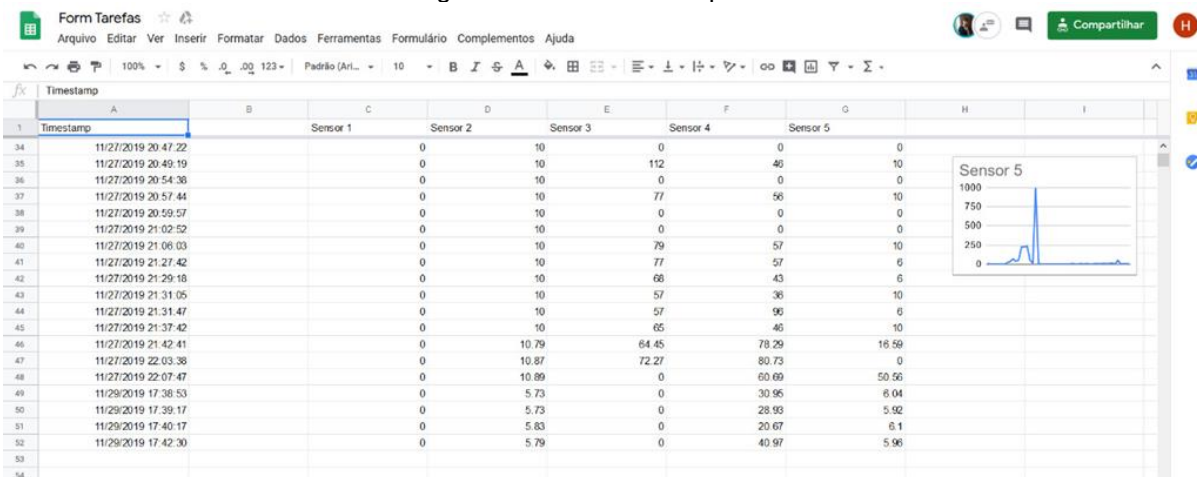 Form Tarefas
Arquivo Editar Ver Inserir Formatar Dados Ferramentas Formulário Complementos Ajuda
Compartilhar
H
100% $ % .0 .00 123 Padrão (Ari... 10 B I S A
fx Timestamp
A B C D E F G H I
1 Timestamp Sensor 1 Sensor 2 Sensor 3 Sensor 4 Sensor 5
34 11/27/2019 20:47:22 0 10 0 0 0
35 11/27/2019 20:49:19 0 10 112 46 10
36 11/27/2019 20:54:38 0 10 0 0 0
37 11/27/2019 20:57:44 0 10 77 56 10
38 11/27/2019 20:59:57 0 10 0 0 0
39 11/27/2019 21:02:52 0 10 0 0 0
40 11/27/2019 21:06:03 0 10 79 57 10
41 11/27/2019 21:27:42 0 10 77 57 6
42 11/27/2019 21:29:18 0 10 68 43 6
43 11/27/2019 21:31:05 0 10 57 36 10
44 11/27/2019 21:31:47 0 10 57 96 6
45 11/27/2019 21:37:42 0 10 65 46 10
46 11/27/2019 21:42:41 0 10.79 64.45 78.29 16.59
47 11/27/2019 22:03:38 0 10.87 72.27 80.73 0
48 11/27/2019 22:07:47 0 10.89 0 60.69 50.56
49 11/29/2019 17:38:53 0 5.73 0 30.95 6.04
50 11/29/2019 17:39:17 0 5.73 0 28.93 5.92
51 11/29/2019 17:40:17 0 5.83 0 20.67 6.1
52 11/29/2019 17:42:30 0 5.79 0 40.97 5.96
53
54
Sensor 5
1000
750
500
250
0